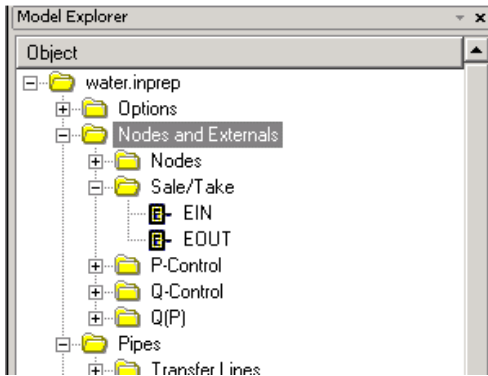 Model Explorer
Object
water.inprep
Options
Nodes and Externals
Nodes
Sale/Take
E EIN
E EOUT
P-Control
Q-Control
Q(P)
Pipes
Transfer Lines